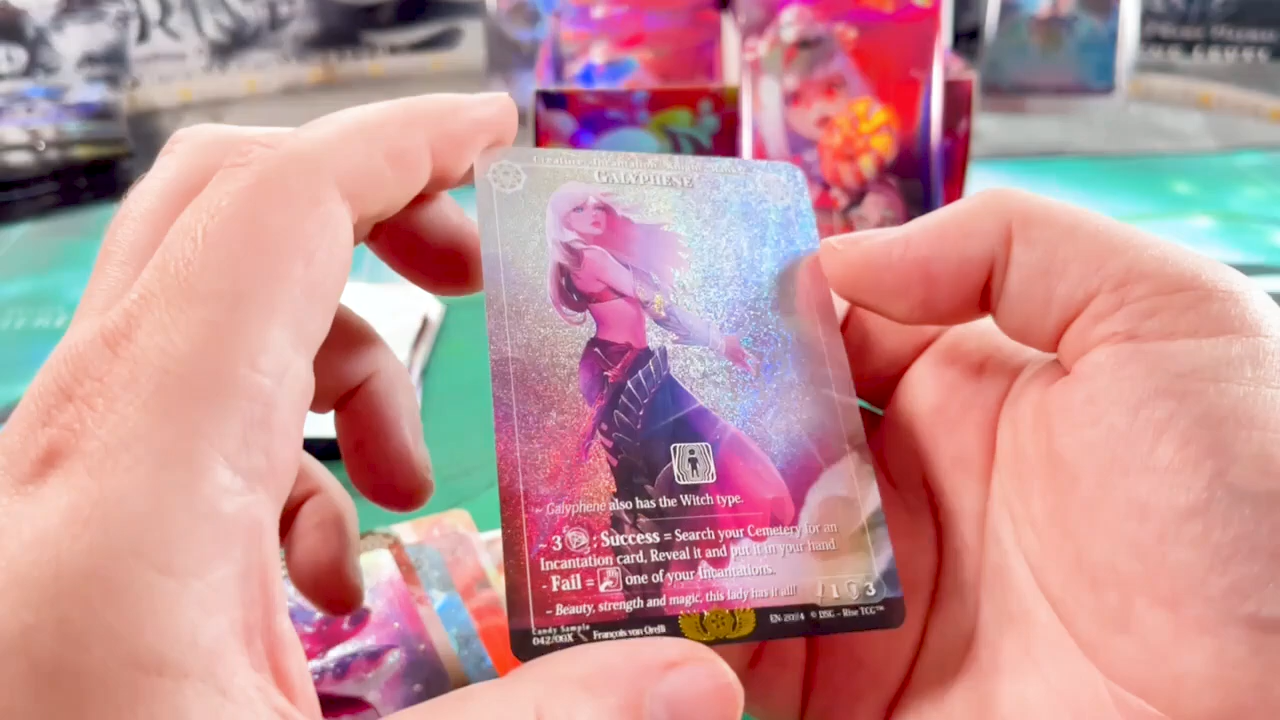 GALYPHENE
~ Galyphene also has the Witch type.
- 3 : Success = Search your Cemetery for an
Incantation card, Reveal it and put it in your hand.
- Fail = one of your Incantations.
~ Beauty, strength and magic, this lady has it all!
/ 1 3
Candy Sample
042/00X François von Orelli EN-2024 © DSG - Rise TCG™